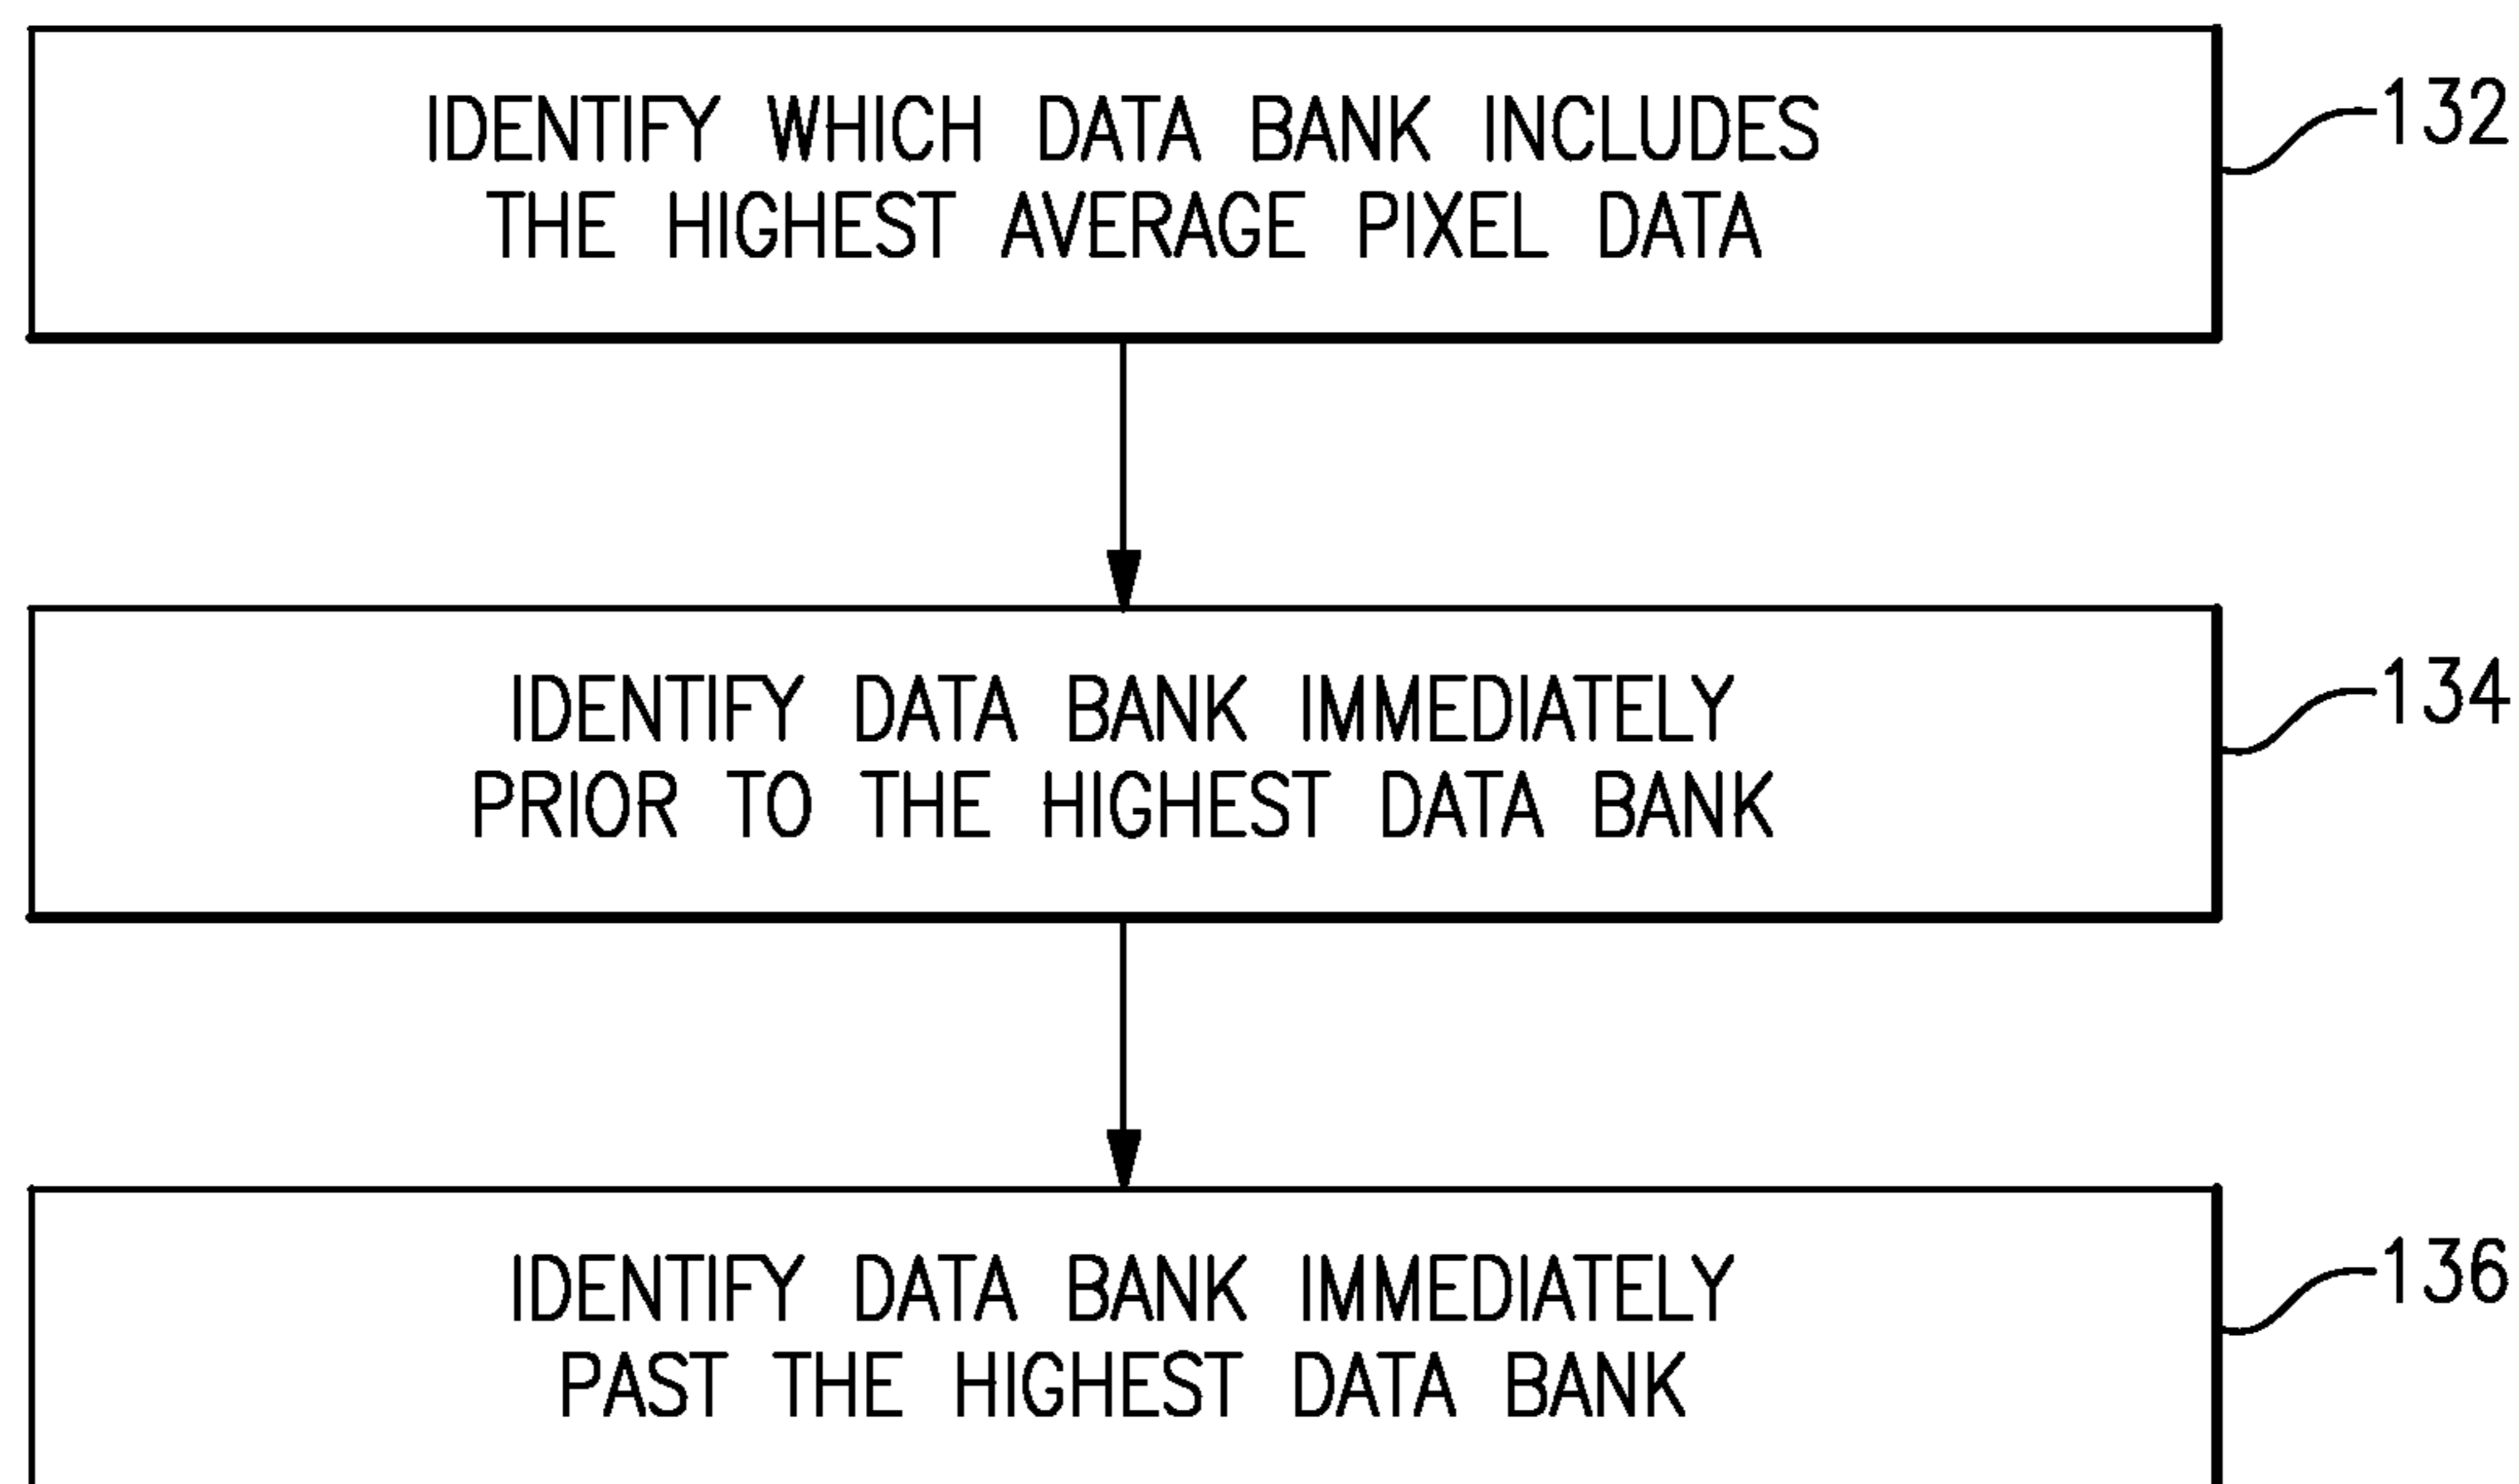 IDENTIFY WHICH DATA BANK INCLUDES
THE HIGHEST AVERAGE PIXEL DATA
132
IDENTIFY DATA BANK IMMEDIATELY
PRIOR TO THE HIGHEST DATA BANK
134
IDENTIFY DATA BANK IMMEDIATELY
PAST THE HIGHEST DATA BANK
136